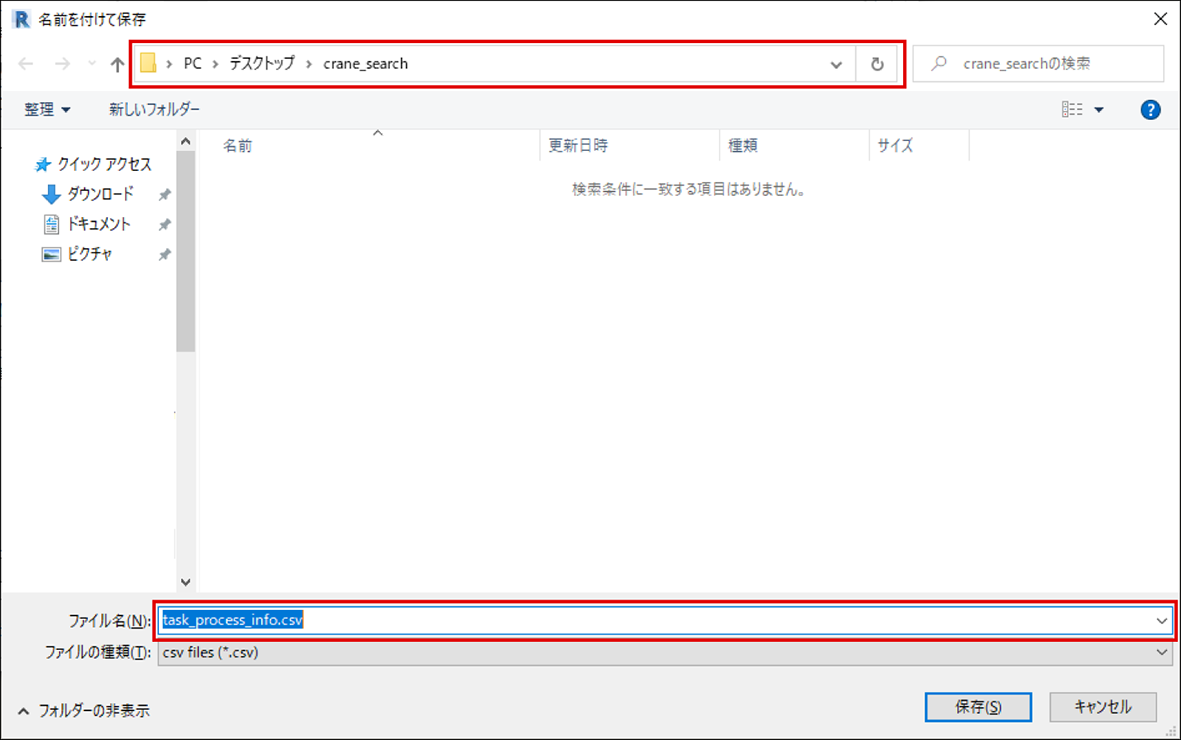 R 名前を付けて保存
PC › デスクトップ › crane_search
crane_searchの検索
整理 新しいフォルダー
?
名前 更新日時 種類 サイズ
検索条件に一致する項目はありません。
クイック アクセス
ダウンロード
ドキュメント
ピクチャ
ファイル名(N): task_process_info.csv
ファイルの種類(T): csv files (*.csv)
フォルダーの非表示
保存(S) キャンセル